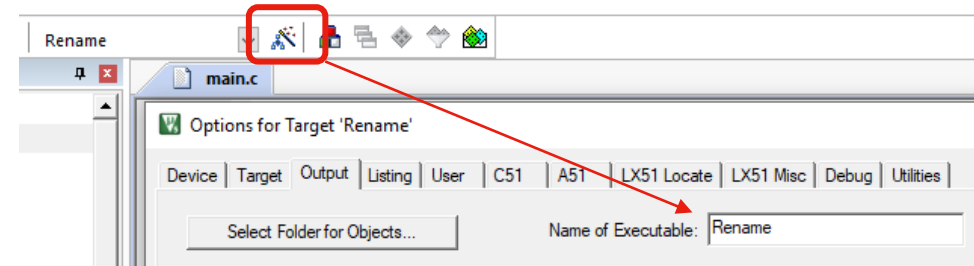 Rename
main.c
Options for Target 'Rename'
Device Target Output Listing User C51 A51 LX51 Locate LX51 Misc Debug Utilities
Select Folder for Objects... Name of Executable: Rename